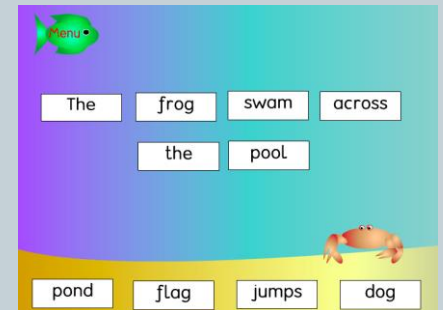 Menu
The frog swam across
the pool
pond flag jumps dog